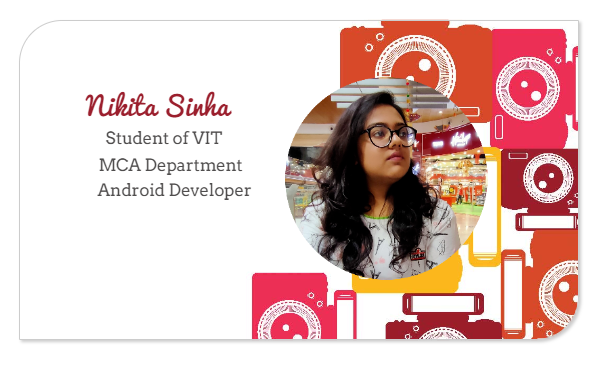 Nikita Sinha
Student of VIT
MCA Department
Android Developer